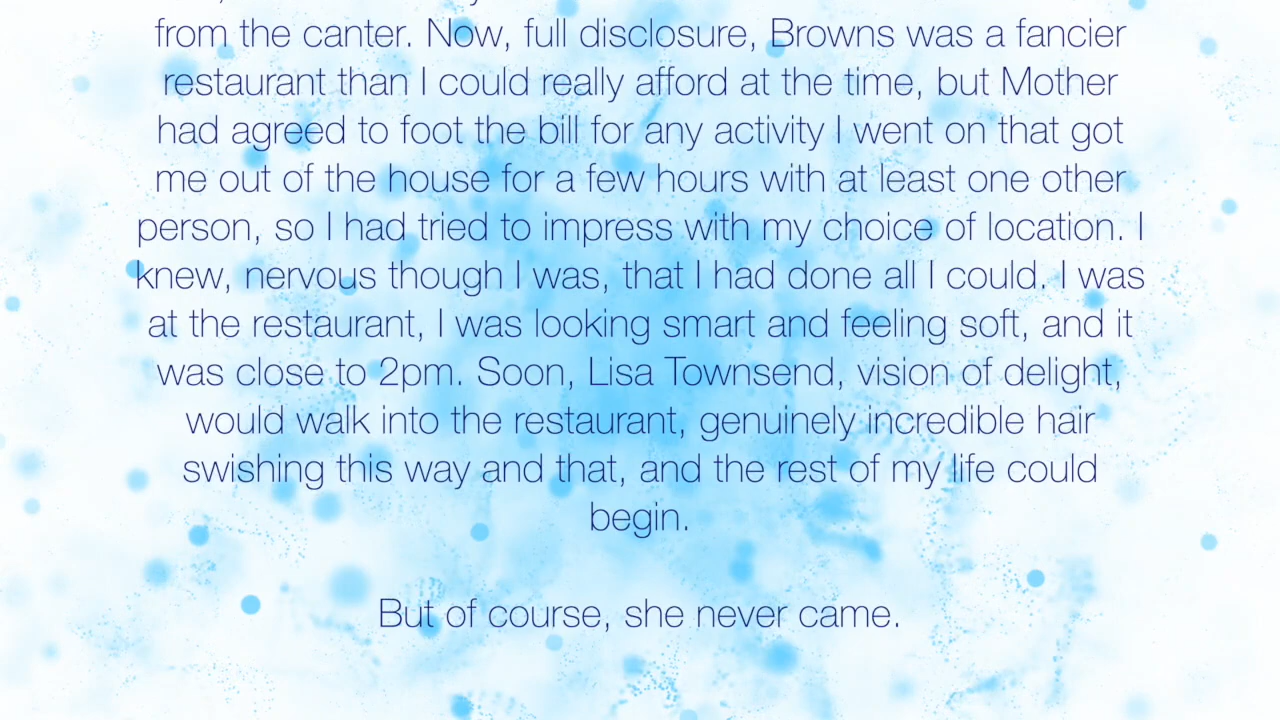 from the canter. Now, full disclosure, Browns was a fancier
restaurant than I could really afford at the time, but Mother
had agreed to foot the bill for any activity I went on that got
me out of the house for a few hours with at least one other
person, so I had tried to impress with my choice of location. I
knew, nervous though I was, that I had done all I could. I was
at the restaurant, I was looking smart and feeling soft, and it
was close to 2pm. Soon, Lisa Townsend, vision of delight,
would walk into the restaurant, genuinely incredible hair
swishing this way and that, and the rest of my life could
begin.
But of course, she never came.